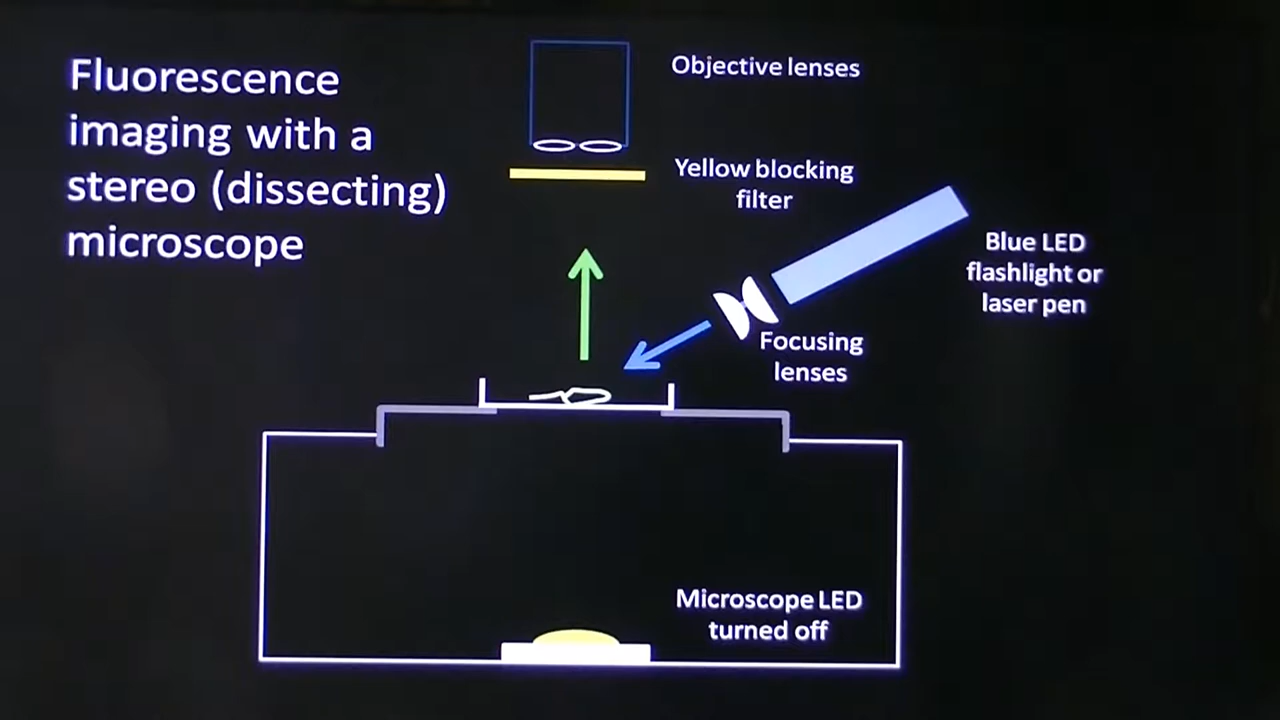 Fluorescence
imaging with a
stereo (dissecting)
microscope
Objective lenses
Yellow blocking
filter
Blue LED
flashlight or
laser pen
Focusing
lenses
Microscope LED
turned off